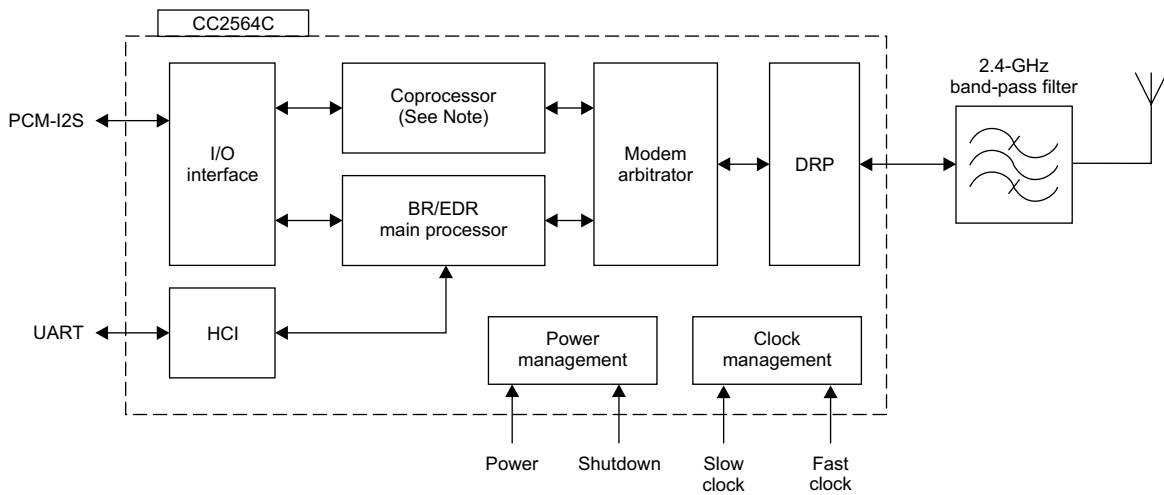 CC2564C
2.4-GHz
band-pass filter
PCM-I2S
I/O
interface
Coprocessor
(See Note)
Modem
arbitrator
DRP
BR/EDR
main processor
UART
HCI
Power
management
Clock
management
Power
Shutdown
Slow
clock
Fast
clock